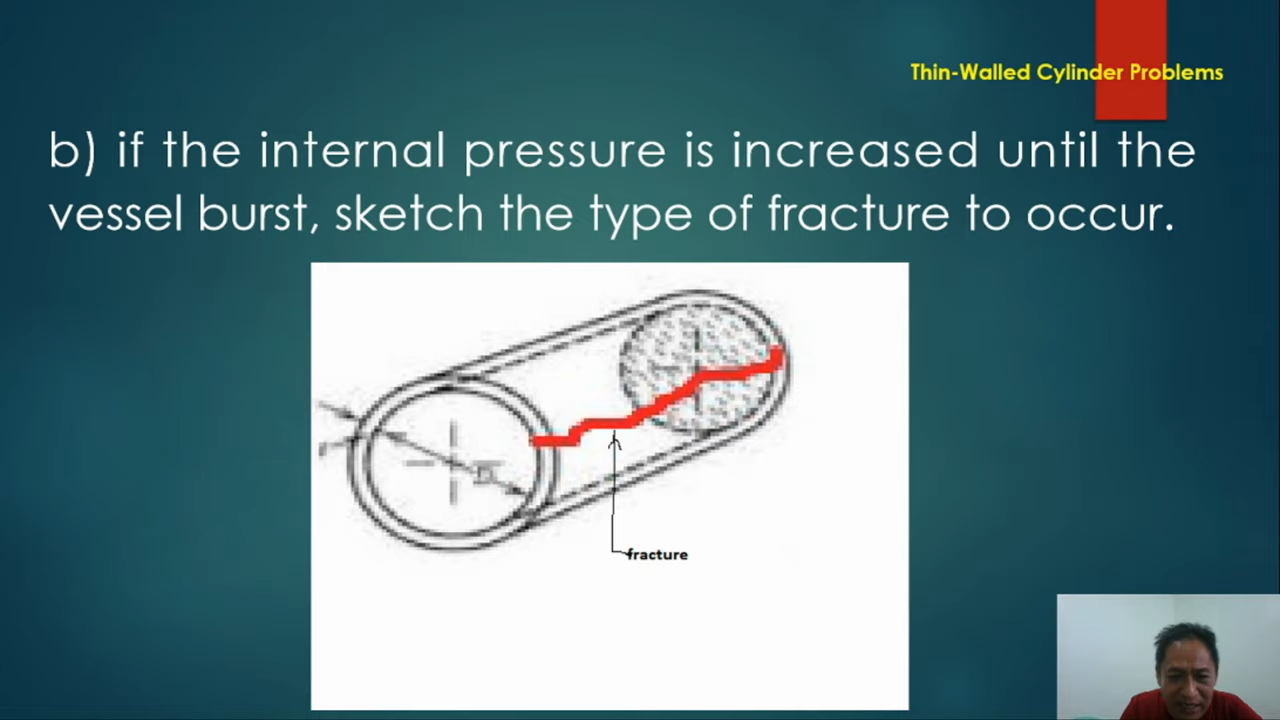 Thin-Walled Cylinder Problems
b) if the internal pressure is increased until the
vessel burst, sketch the type of fracture to occur.
D
fracture